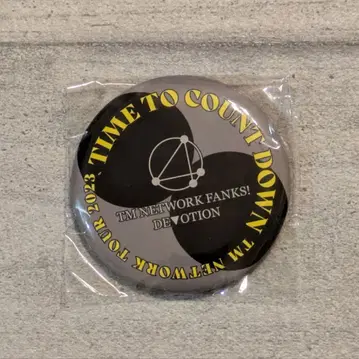 TIME TO COUNT DOWN
TM NETWORK TOUR 2023
TM NETWORK FANKS!
DE▼OTION